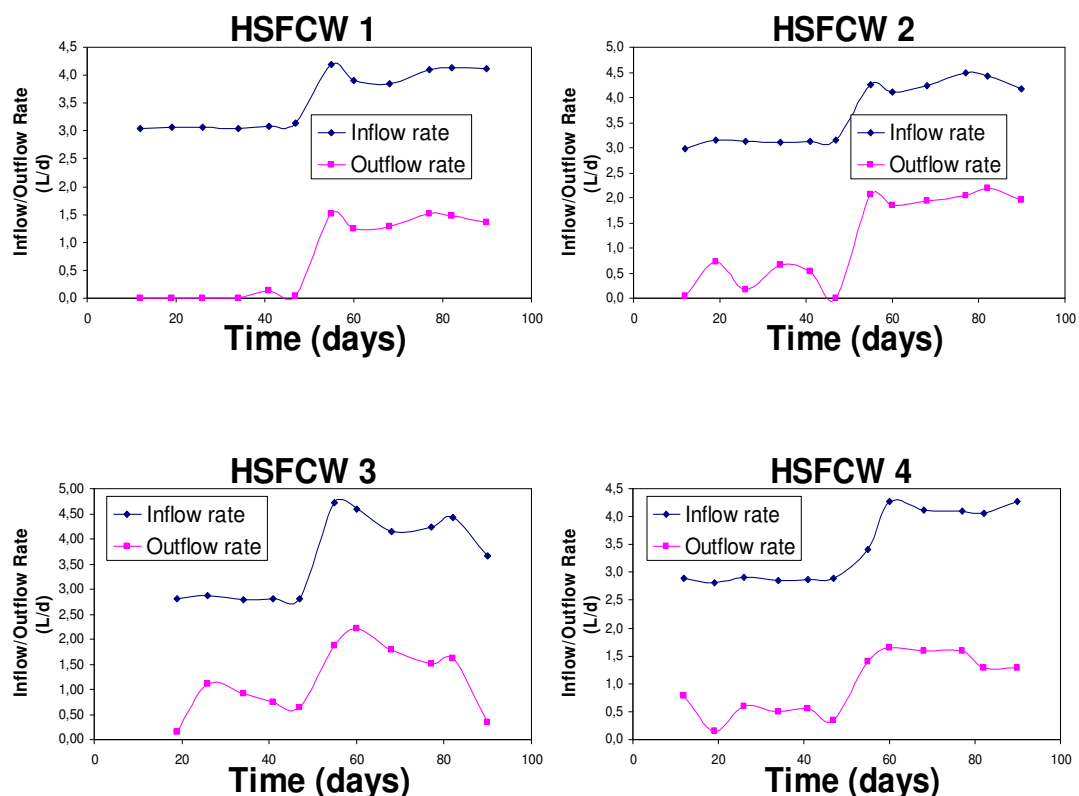 HSFCW 1
4,5
4,0
3,5
3,0
2,5
2,0
1,5
1,0
0,5
0,0
Inflow/Outflow Rate
(L/d)
Inflow rate
Outflow rate
0 20 40 60 80 100
Time (days)
HSFCW 2
5,0
4,5
4,0
3,5
3,0
2,5
2,0
1,5
1,0
0,5
0,0
Inflow/Outflow Rate
(L/d)
Inflow rate
Outflow rate
0 20 40 60 80 100
Time (days)
HSFCW 3
5,00
4,50
4,00
3,50
3,00
2,50
2,00
1,50
1,00
0,50
0,00
Inflow/Outflow Rate
(L/d)
Inflow rate
Outflow rate
0 20 40 60 80 100
Time (days)
HSFCW 4
4,5
4,0
3,5
3,0
2,5
2,0
1,5
1,0
0,5
0,0
Inflow/Outflow Rate
(L/d)
Inflow rate
Outflow rate
0 20 40 60 80 100
Time (days)